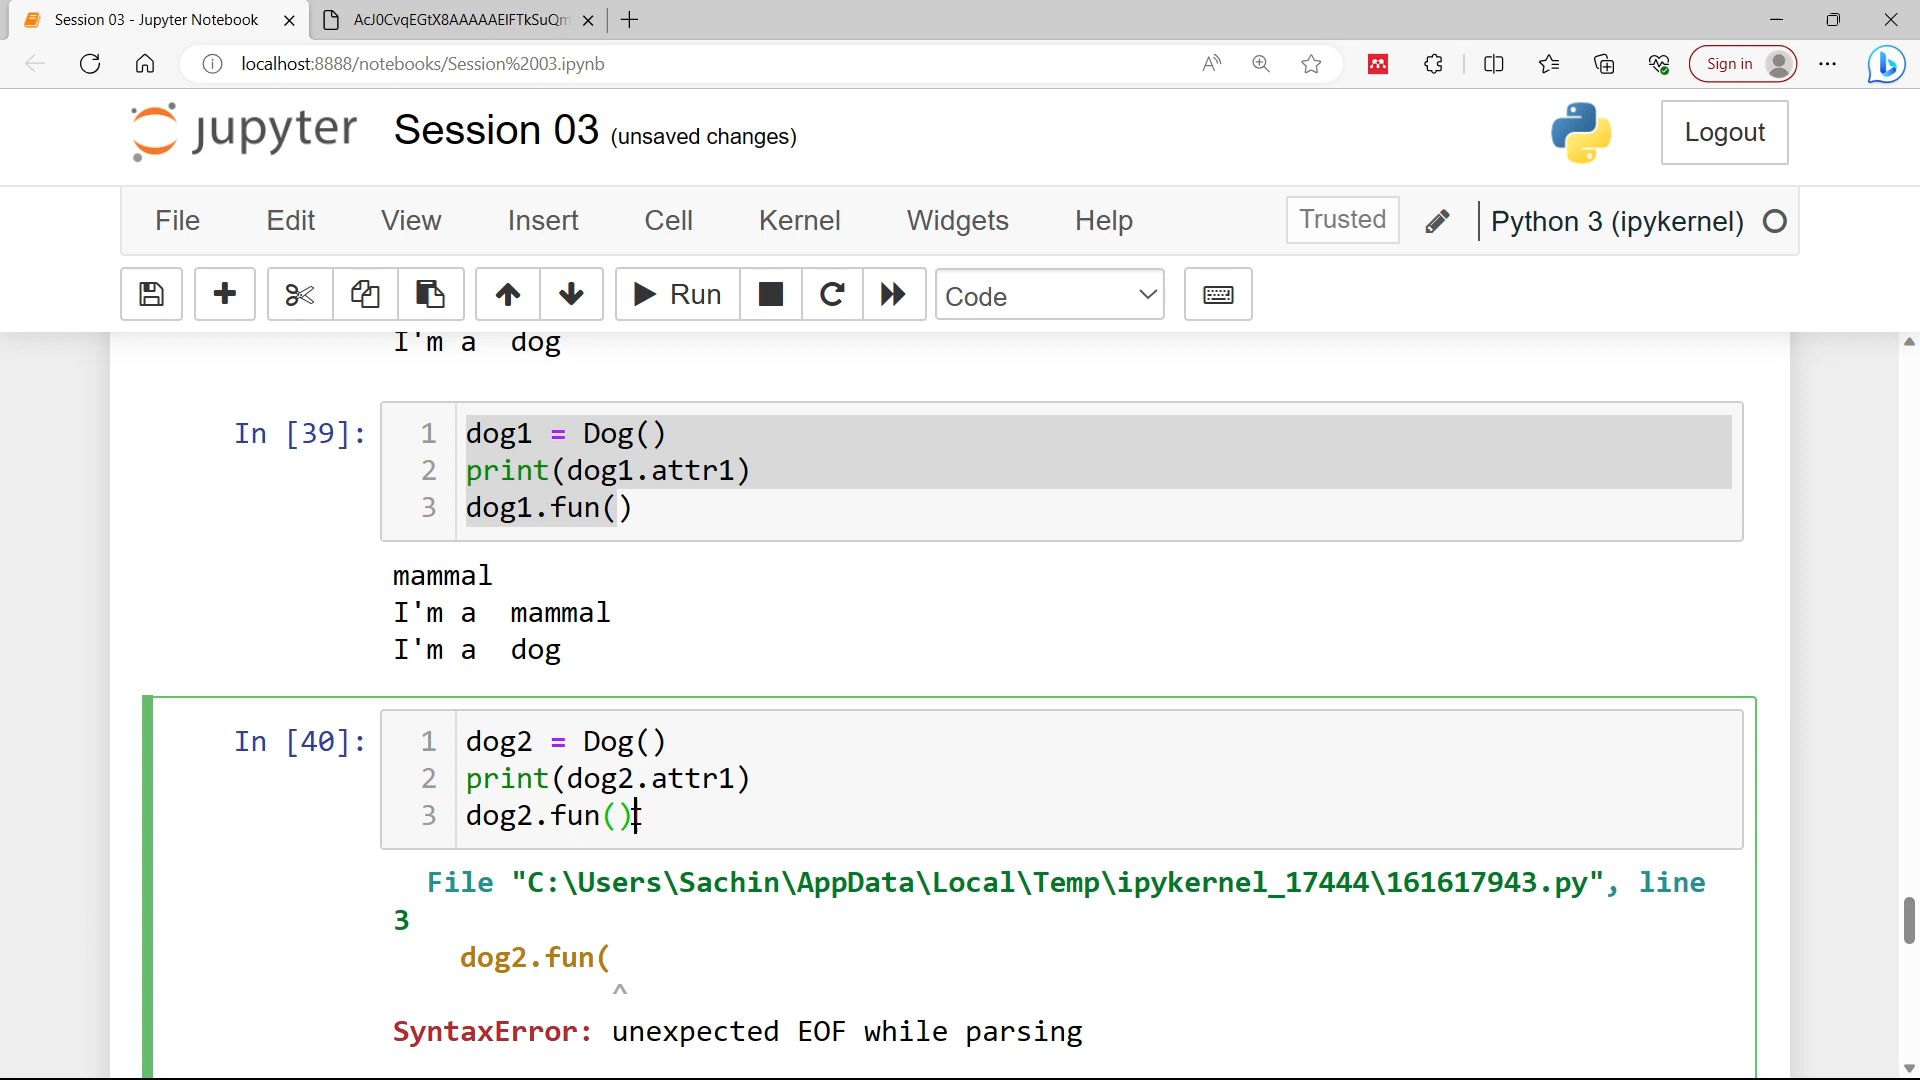 Session 03 - Jupyter Notebook
AcJ0CvqEGtX8AAAAAElFTkSuQm
localhost:8888/notebooks/Session%2003.ipynb
Sign in
jupyter Session 03 (unsaved changes)
Logout
File Edit View Insert Cell Kernel Widgets Help Trusted Python 3 (ipykernel)
Run Code
I'm a  dog
In [39]: 1 dog1 = Dog()
2 print(dog1.attr1)
3 dog1.fun()
mammal
I'm a  mammal
I'm a  dog
In [40]: 1 dog2 = Dog()
2 print(dog2.attr1)
3 dog2.fun()
File "C:\Users\Sachin\AppData\Local\Temp\ipykernel_17444\161617943.py", line
3
dog2.fun(
^
SyntaxError: unexpected EOF while parsing